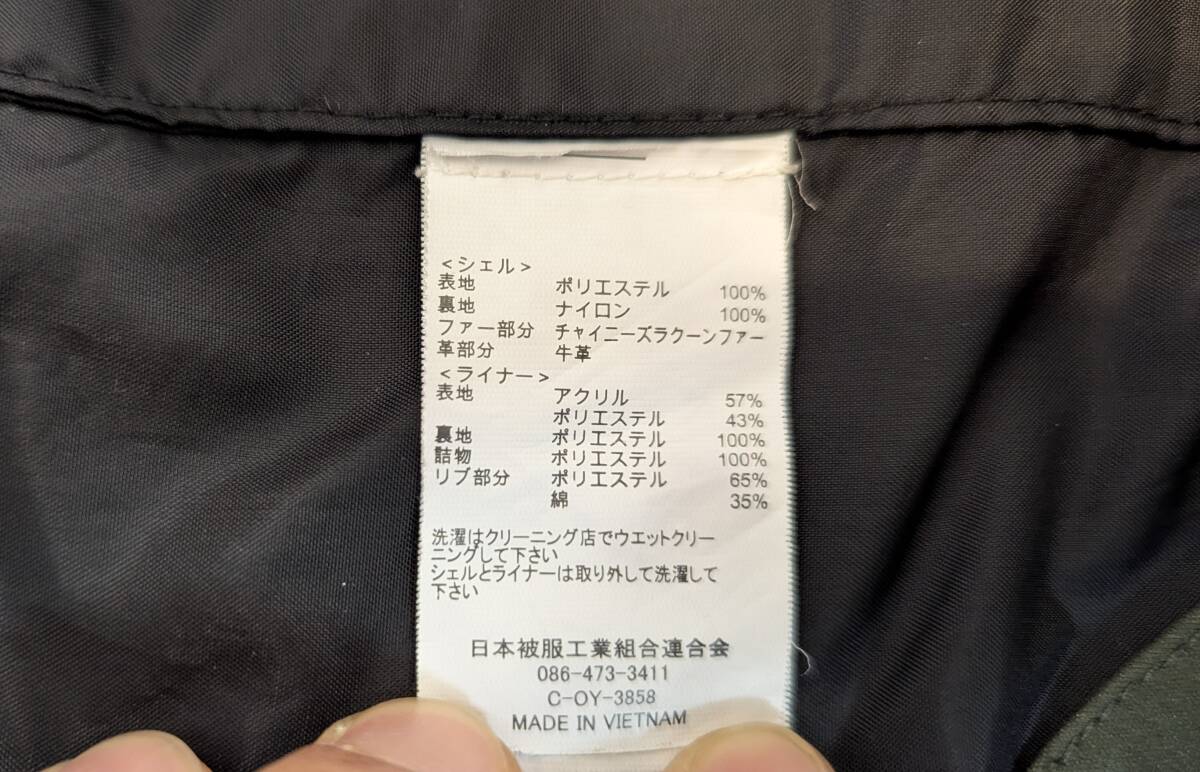 ＜シェル＞
表地 ポリエステル 100%
裏地 ナイロン 100%
ファー部分 チャイニーズラクーンファー
革部分 牛革
＜ライナー＞
表地 アクリル 57%
ポリエステル 43%
裏地 ポリエステル 100%
詰物 ポリエステル 100%
リブ部分 ポリエステル 65%
綿 35%
洗濯はクリーニング店でウエットクリー
ニングして下さい
シェルとライナーは取り外して洗濯して
下さい
日本被服工業組合連合会
086-473-3411
C-OY-3858
MADE IN VIETNAM